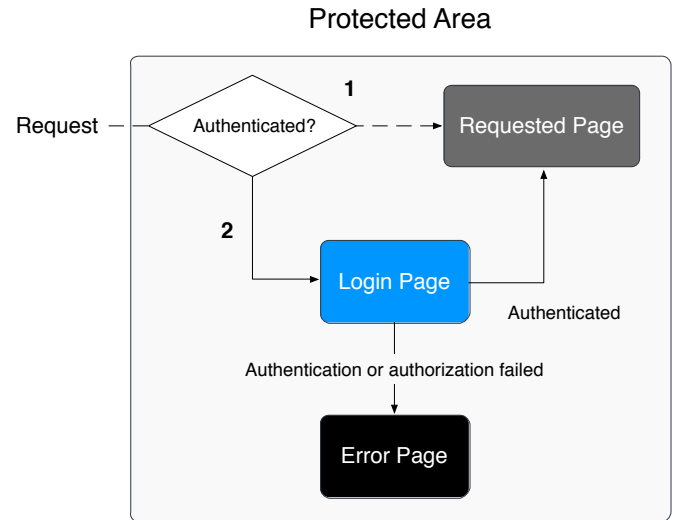 Protected Area
1
Request
Authenticated?
Requested Page
2
Login Page
Authenticated
Authentication or authorization failed
Error Page